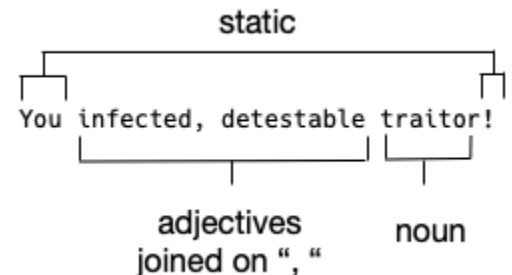 static
You infected, detestable traitor!
adjectives
joined on “, “
noun